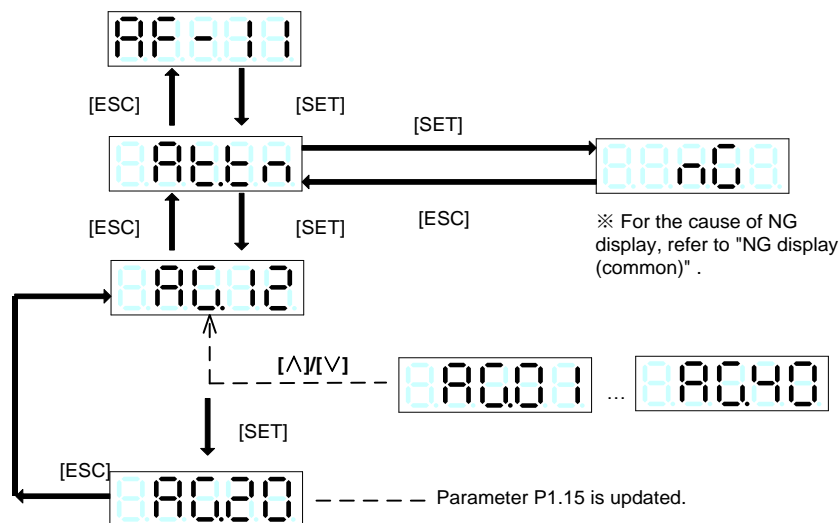 AF-11
[ESC]
[SET]
[SET]
At.tn
nG
[ESC]
[SET]
[ESC]
※ For the cause of NG
display, refer to "NG display
(common)" .
AG.12
[∧]/[∨]
AG.01
...
AG.40
[SET]
[ESC]
AG.20
Parameter P1.15 is updated.